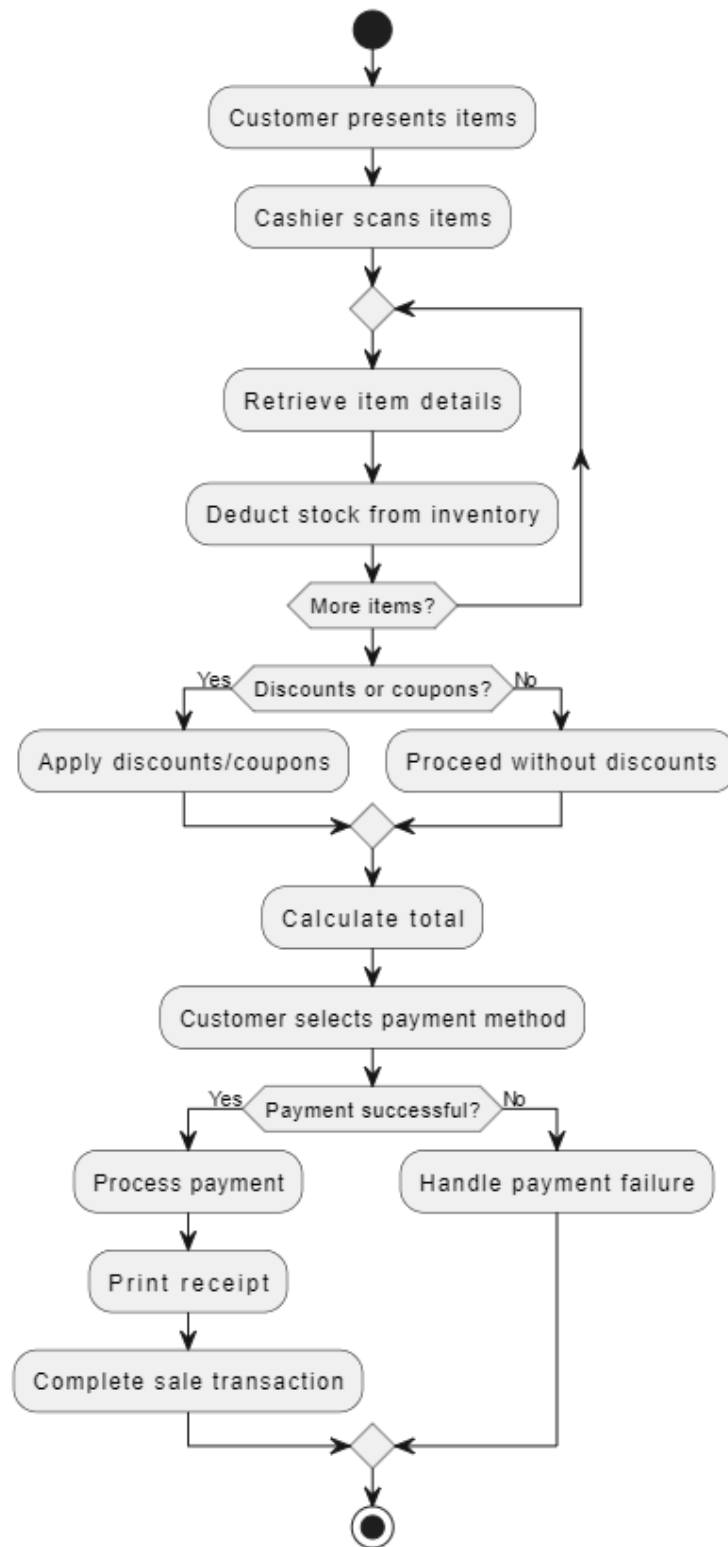 Customer presents items
Cashier scans items
Retrieve item details
Deduct stock from inventory
More items?
Yes
Discounts or coupons?
No
Apply discounts/coupons
Proceed without discounts
Calculate total
Customer selects payment method
Yes
Payment successful?
No
Process payment
Handle payment failure
Print receipt
Complete sale transaction